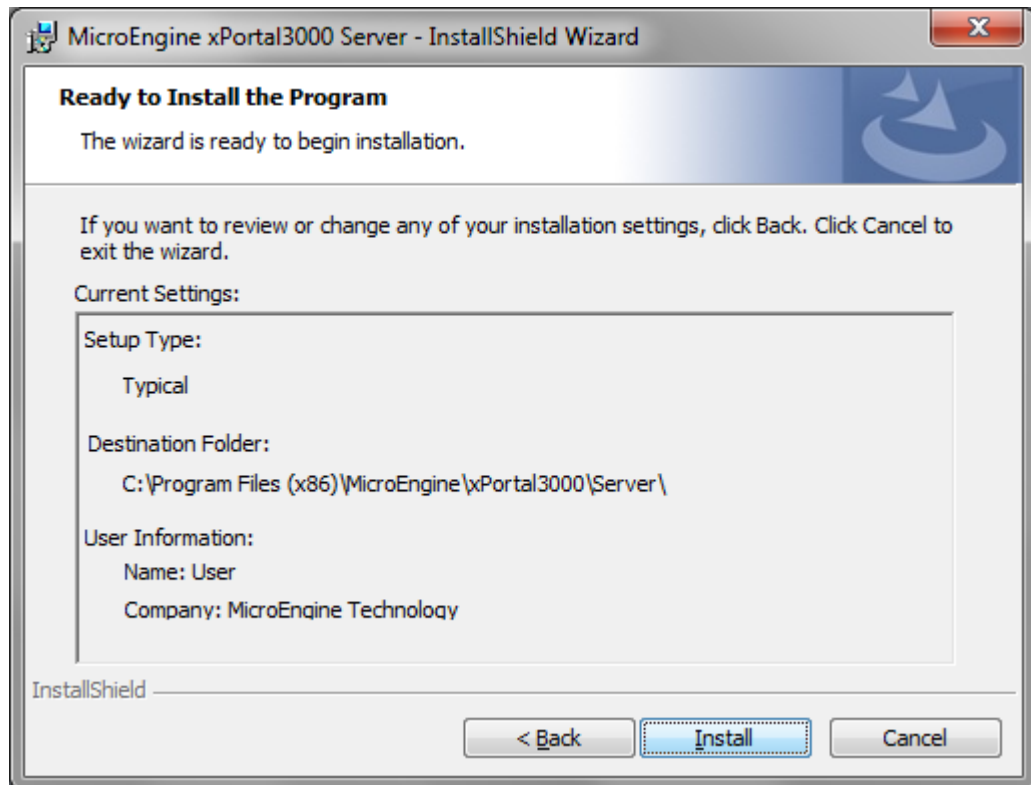 MicroEngine xPortal3000 Server - InstallShield Wizard
Ready to Install the Program
The wizard is ready to begin installation.
If you want to review or change any of your installation settings, click Back. Click Cancel to
exit the wizard.
Current Settings:
Setup Type:
Typical
Destination Folder:
C:\Program Files (x86)\MicroEngine\xPortal3000\Server\
User Information:
Name: User
Company: MicroEngine Technology
InstallShield
< Back
Install
Cancel